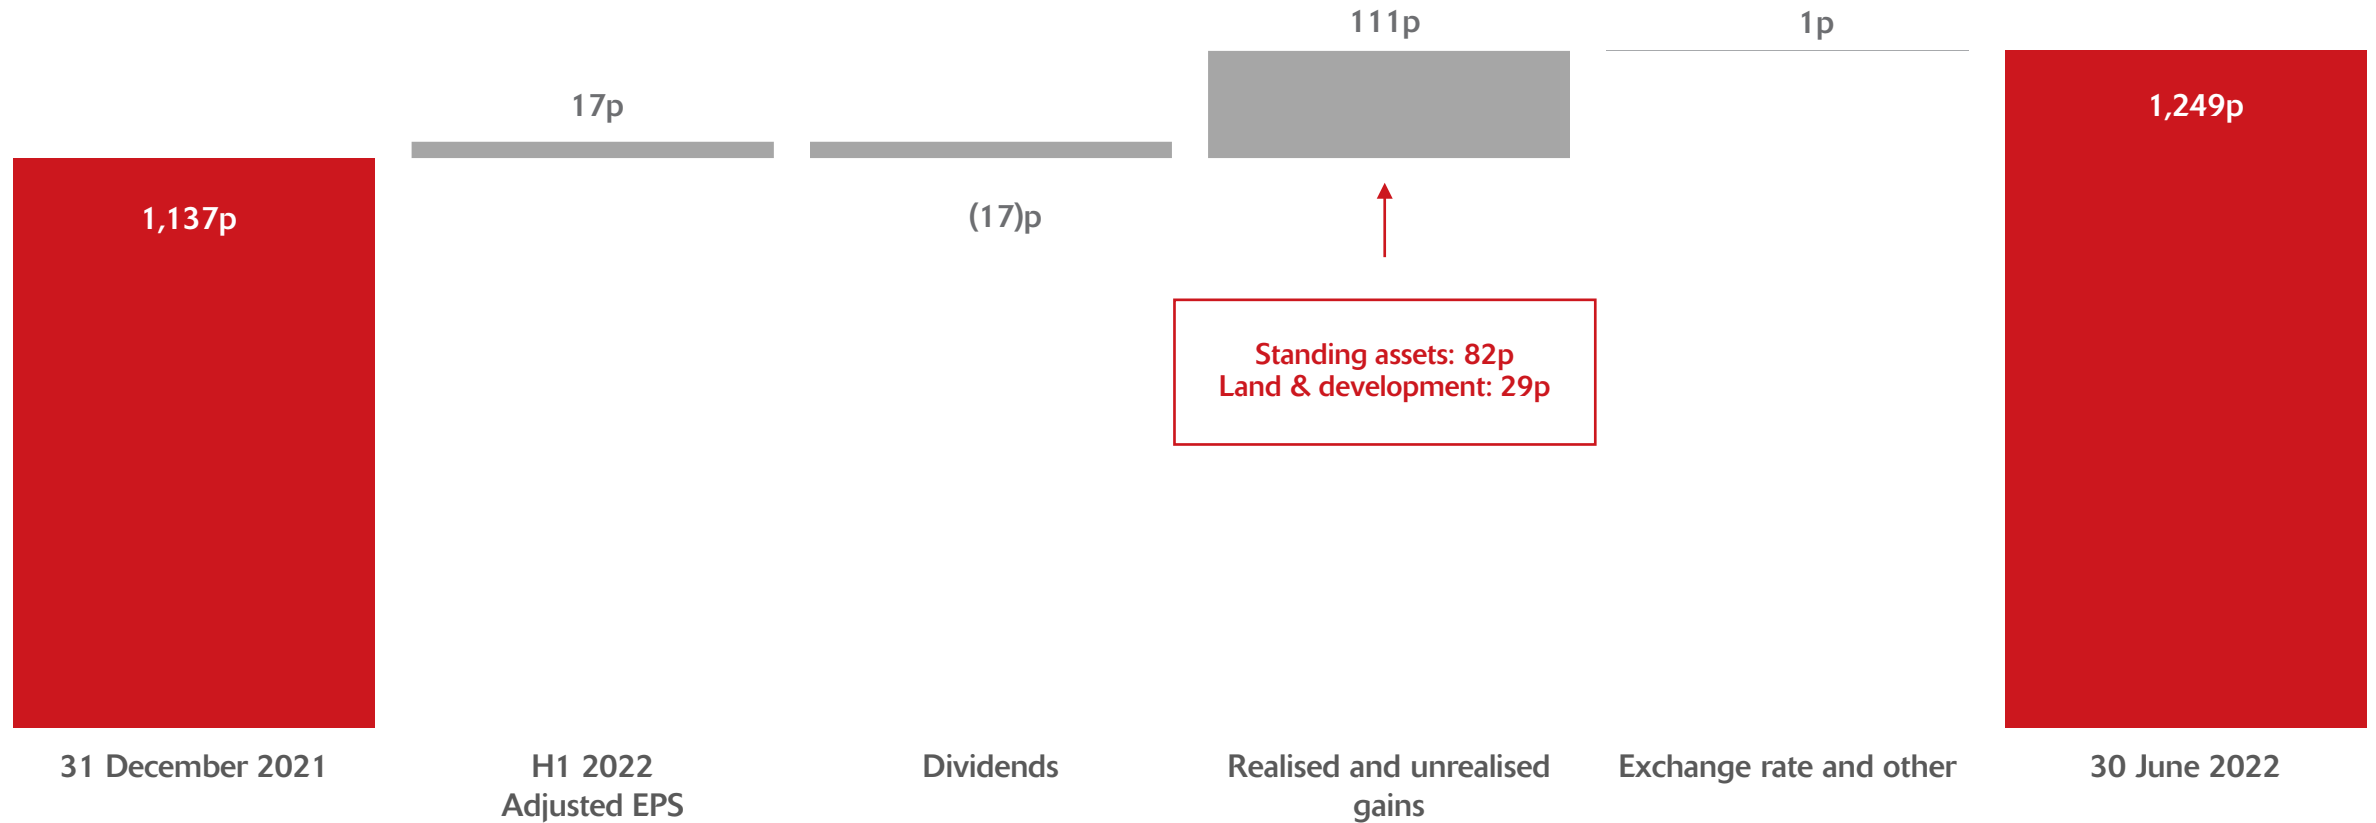 111p
1p
17p
1,249p
1,137p
(17)p
Standing assets: 82p
Land & development: 29p
31 December 2021
H1 2022
Adjusted EPS
Dividends
Realised and unrealised
gains
Exchange rate and other
30 June 2022